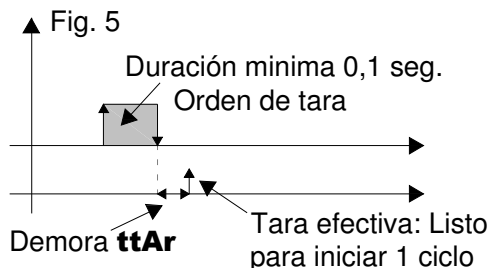 Fig. 5
Duración minima 0,1 seg.
Orden de tara
Demora ttAr
Tara efectiva: Listo
para iniciar 1 ciclo